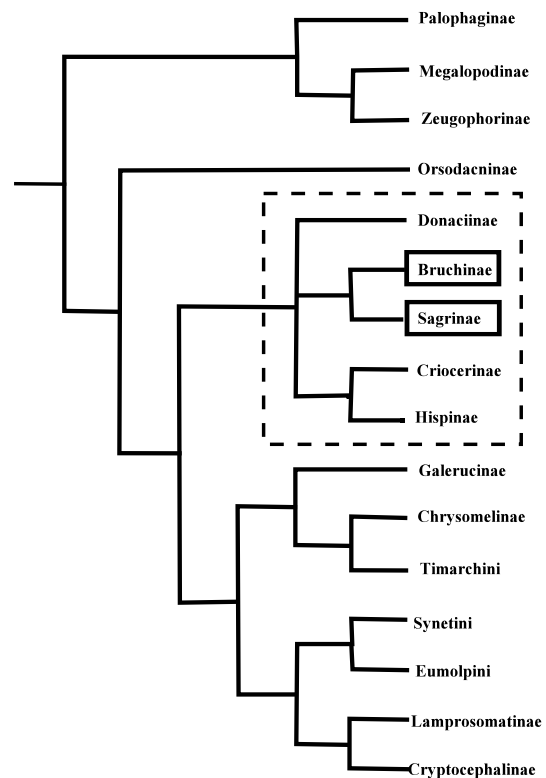 Palophaginae
Megalopodinae
Zeugophorinae
Orsodacninae
Donaciinae
Bruchinae
Sagrinae
Criocerinae
Hispinae
Galerucinae
Chrysomelinae
Timarchini
Synetini
Eumolpini
Lamprosomatinae
Cryptocephalinae